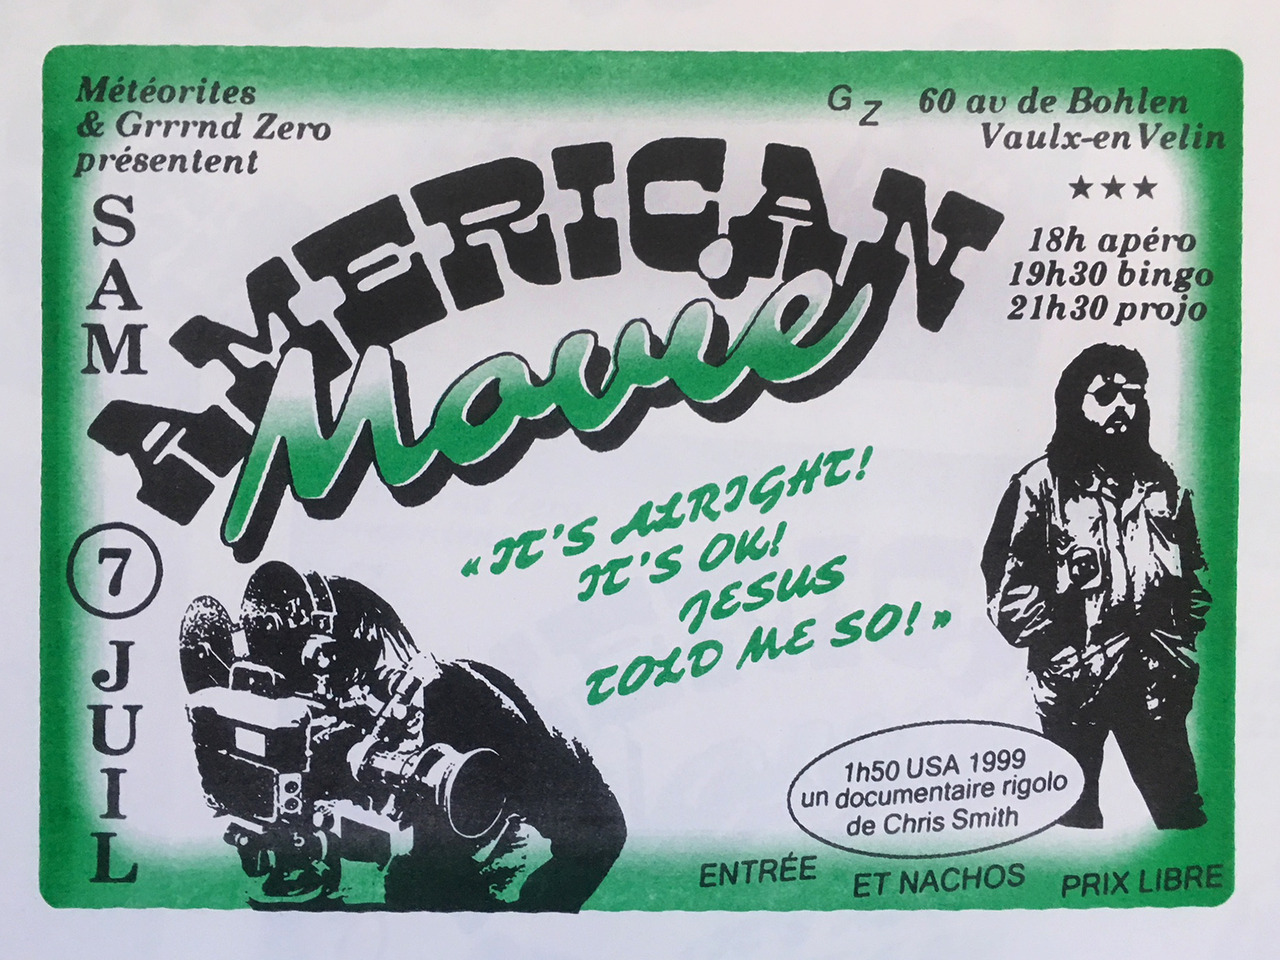 Météorites
& Grrrnd Zero
présentent
G Z
60 av de Bohlen
Vaulx-en Velin
★★★
18h apéro
19h30 bingo
21h30 projo
SAM
7
JUIL
AMERICAN
Movie
« IT'S ALRIGHT!
IT'S OK!
JESUS
TOLD ME SO! »
1h50 USA 1999
un documentaire rigolo
de Chris Smith
ENTRÉE ET NACHOS PRIX LIBRE